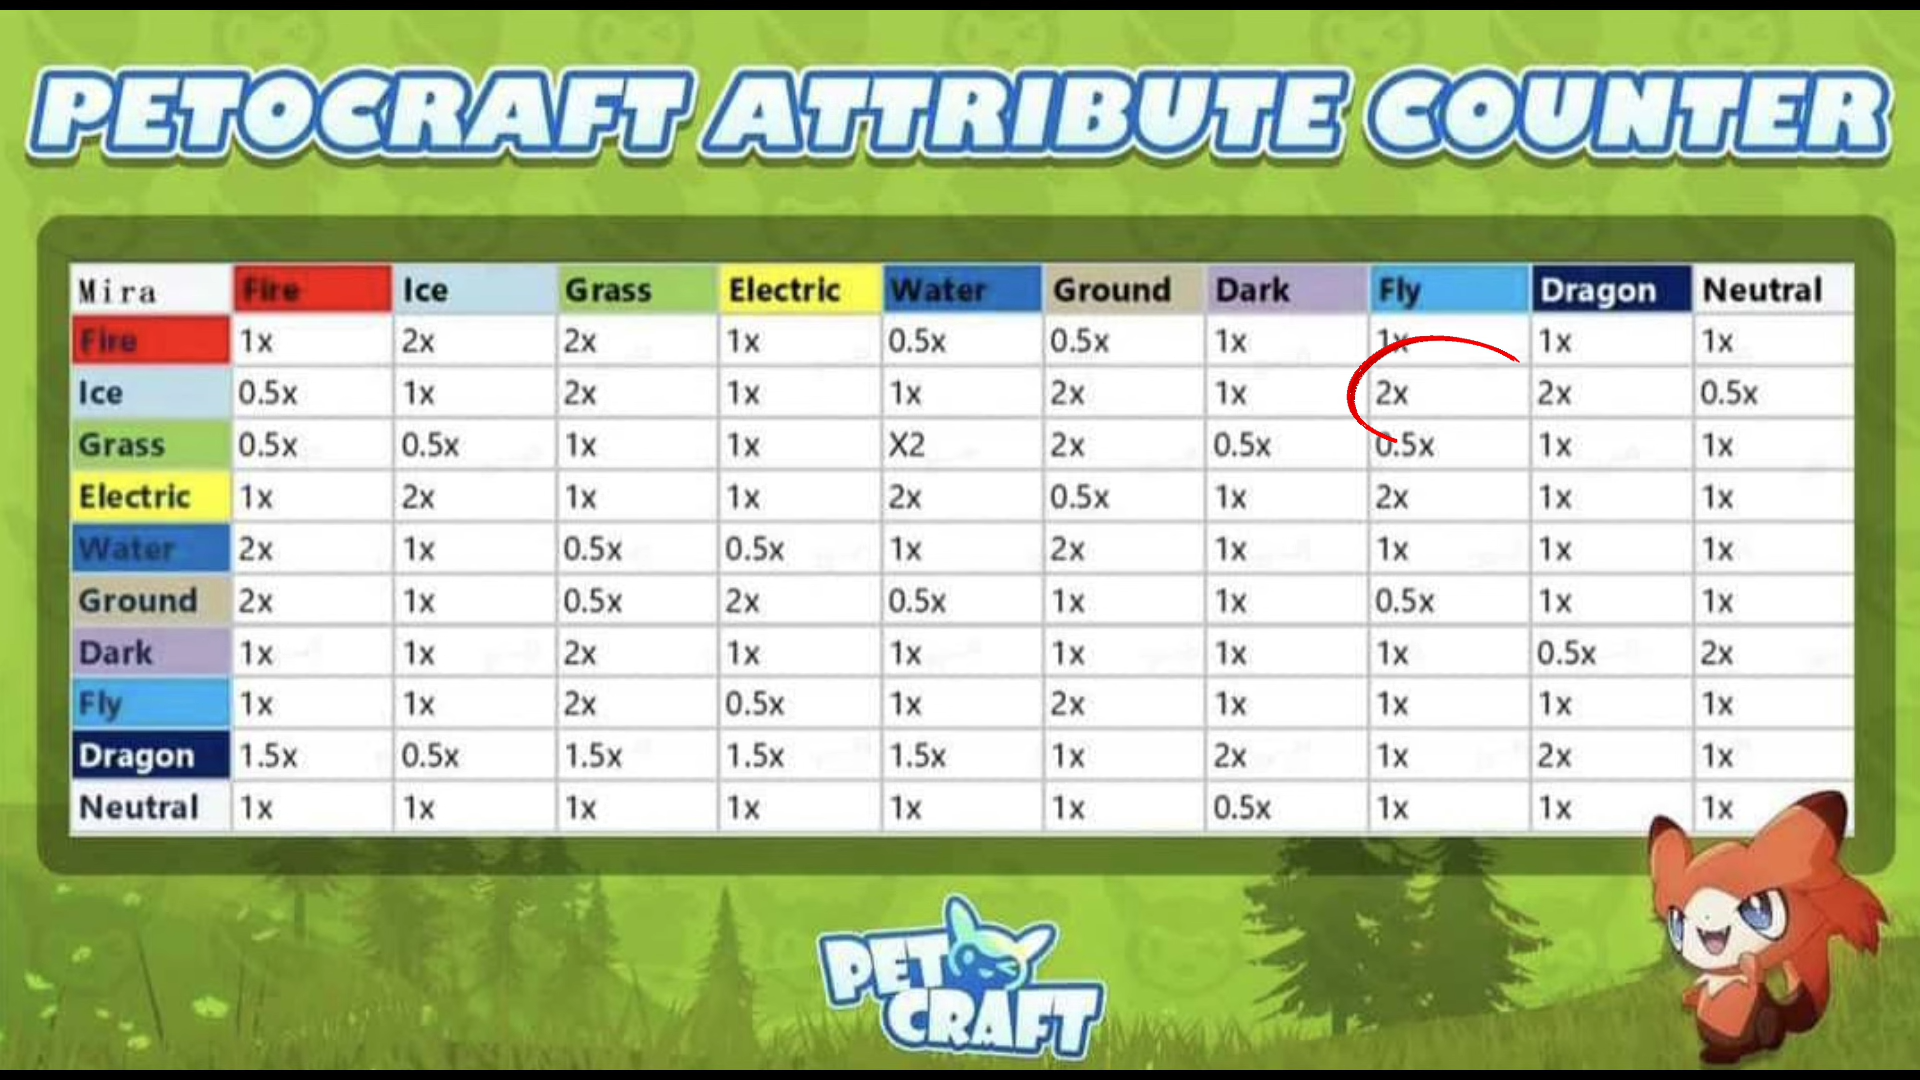 PETOCRAFT ATTRIBUTE COUNTER
Mira Fire Ice Grass Electric Water Ground Dark Fly Dragon Neutral
Fire 1x 2x 2x 1x 0.5x 0.5x 1x 1x 1x 1x
Ice 0.5x 1x 2x 1x 1x 2x 1x 2x 2x 0.5x
Grass 0.5x 0.5x 1x 1x X2 2x 0.5x 0.5x 1x 1x
Electric 1x 2x 1x 1x 2x 0.5x 1x 2x 1x 1x
Water 2x 1x 0.5x 0.5x 1x 2x 1x 1x 1x 1x
Ground 2x 1x 0.5x 2x 0.5x 1x 1x 0.5x 1x 1x
Dark 1x 1x 2x 1x 1x 1x 1x 1x 0.5x 2x
Fly 1x 1x 2x 0.5x 1x 2x 1x 1x 1x 1x
Dragon 1.5x 0.5x 1.5x 1.5x 1.5x 1x 2x 1x 2x 1x
Neutral 1x 1x 1x 1x 1x 1x 0.5x 1x 1x 1x
PET
CRAFT